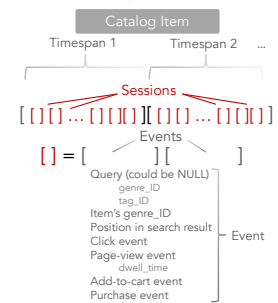 Catalog Item
Timespan 1 Timespan 2 ...
Sessions
[ [ ] [ ] ... [ ] [ ] [ ] ] [ [ ] [ ] ... [ ] [ ] [ ] ]
Events
[ ] = [ ] [ ]
Query (could be NULL)
genre_ID
tag_ID
Item's genre_ID
Position in search result
Click event
Page-view event
dwell_time
Add-to-cart event
Purchase event
Event